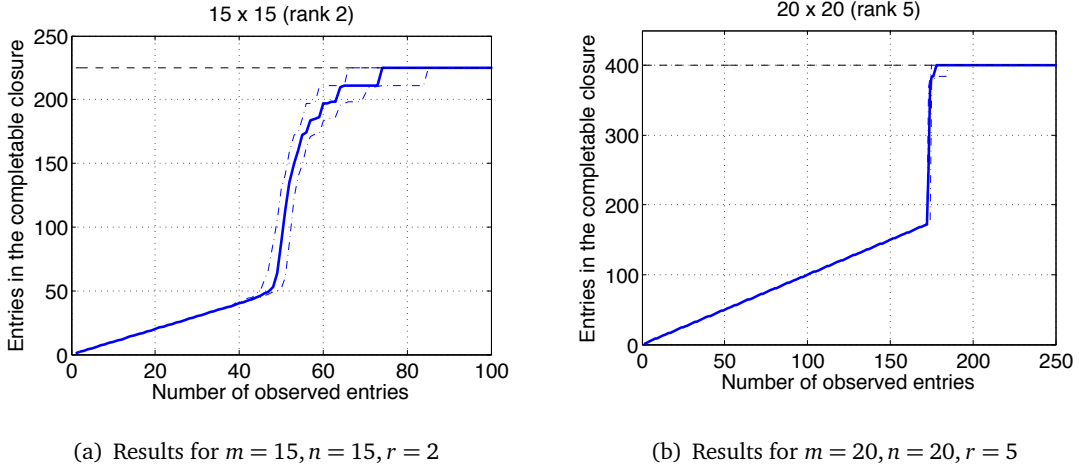 15 x 15 (rank 2)
250
200
150
100
50
0
Entries in the completable closure
0 20 40 60 80 100
Number of observed entries
(a) Results for m = 15, n = 15, r = 2
20 x 20 (rank 5)
400
300
200
100
0
Entries in the completable closure
0 50 100 150 200 250
Number of observed entries
(b) Results for m = 20, n = 20, r = 5